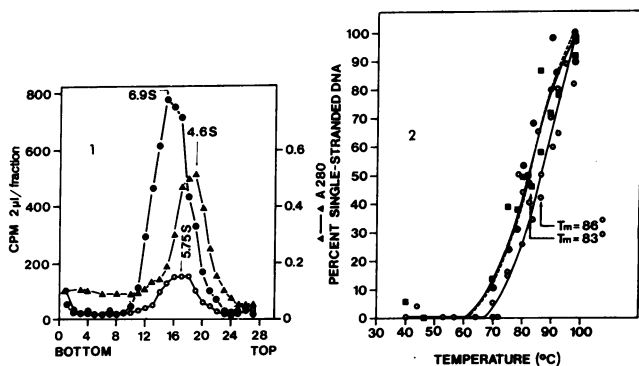 800
600
400
200
0
CPM 2µl/fraction
6.9S
4.6S
5.75S
1
0.6
0.4
0.2
0
▲—▲ A 280
0 4 8 12 16 20 24 28
BOTTOM TOP
100
90
80
70
60
50
40
30
20
10
0
PERCENT SINGLE-STRANDED DNA
2
Tm=86
Tm=83
30 40 50 60 70 80 90 100
TEMPERATURE (°C)